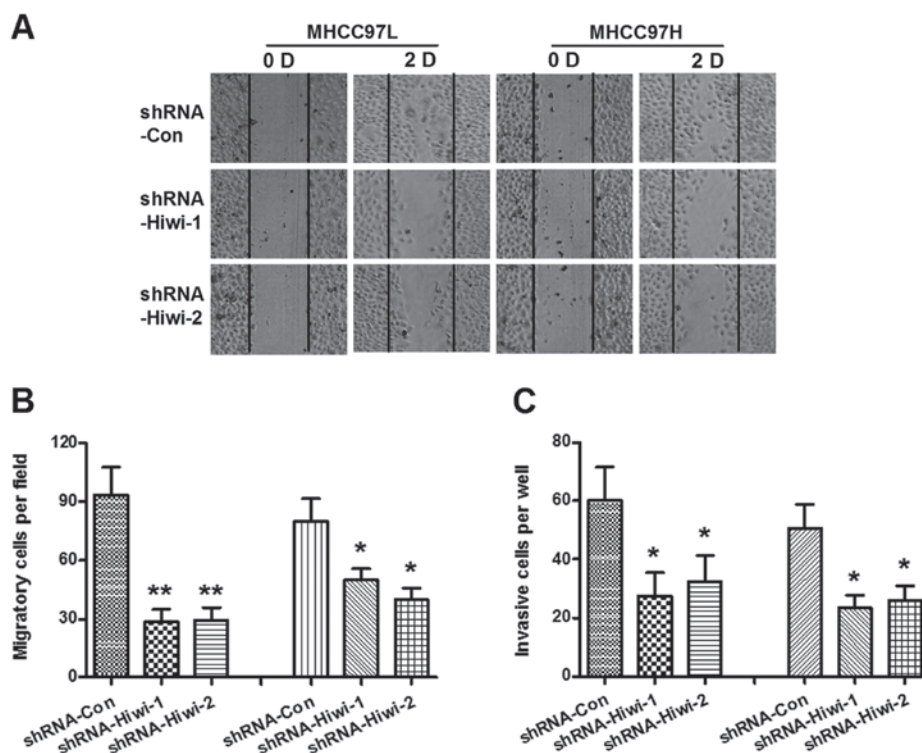 A
MHCC97L MHCC97H
0 D 2 D 0 D 2 D
shRNA
-Con
shRNA
-Hiwi-1
shRNA
-Hiwi-2
B
Migratory cells per field
120
90
60
30
0
** ** * *
shRNA-Con shRNA-Hiwi-1 shRNA-Hiwi-2 shRNA-Con shRNA-Hiwi-1 shRNA-Hiwi-2
C
Invasive cells per well
80
60
40
20
0
* * * *
shRNA-Con shRNA-Hiwi-1 shRNA-Hiwi-2 shRNA-Con shRNA-Hiwi-1 shRNA-Hiwi-2